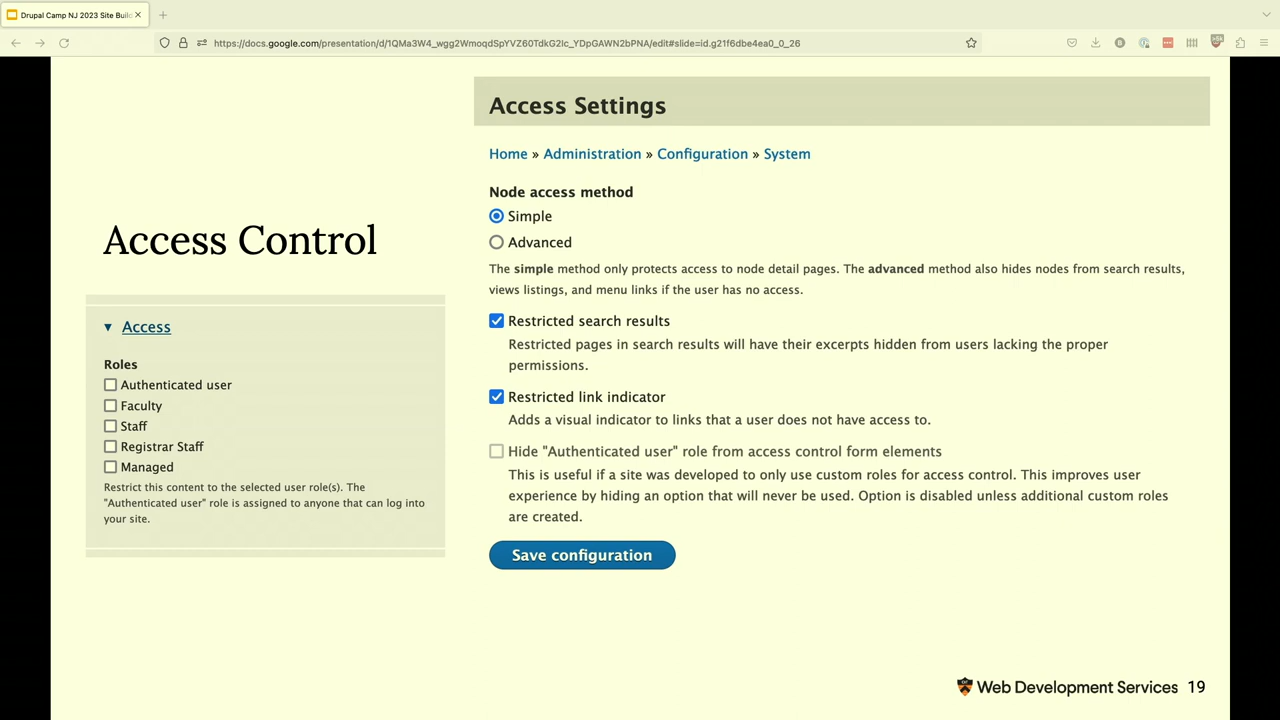 Drupal Camp NJ 2023 Site Buil
https://docs.google.com/presentation/d/1QMa3W4_wgg2WmoqdSpYVZ60TdkG2lc_YDpGAWN2bPNA/edit#slide=id.g21f6dbe4ea0_0_26
Access Control
▼ Access
Roles
Authenticated user
Faculty
Staff
Registrar Staff
Managed
Restrict this content to the selected user role(s). The
"Authenticated user" role is assigned to anyone that can log into
your site.
Access Settings
Home » Administration » Configuration » System
Node access method
Simple
Advanced
The simple method only protects access to node detail pages. The advanced method also hides nodes from search results,
views listings, and menu links if the user has no access.
Restricted search results
Restricted pages in search results will have their excerpts hidden from users lacking the proper
permissions.
Restricted link indicator
Adds a visual indicator to links that a user does not have access to.
Hide "Authenticated user" role from access control form elements
This is useful if a site was developed to only use custom roles for access control. This improves user
experience by hiding an option that will never be used. Option is disabled unless additional custom roles
are created.
Save configuration
Web Development Services 19